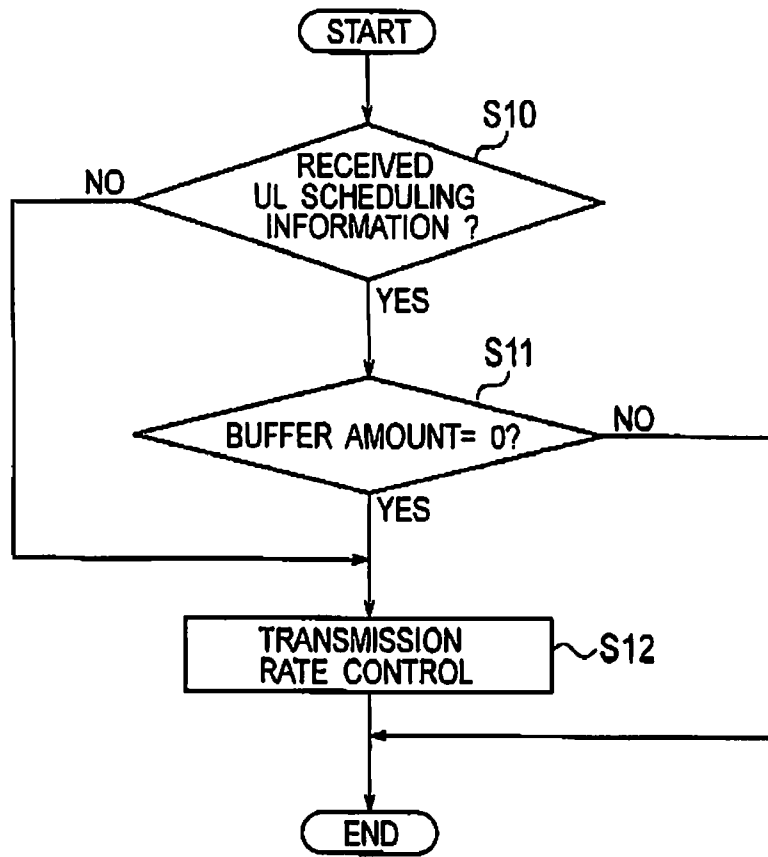 START
S10
RECEIVED
UL SCHEDULING
INFORMATION ?
NO
YES
S11
BUFFER AMOUNT= 0?
NO
YES
TRANSMISSION
RATE CONTROL
S12
END